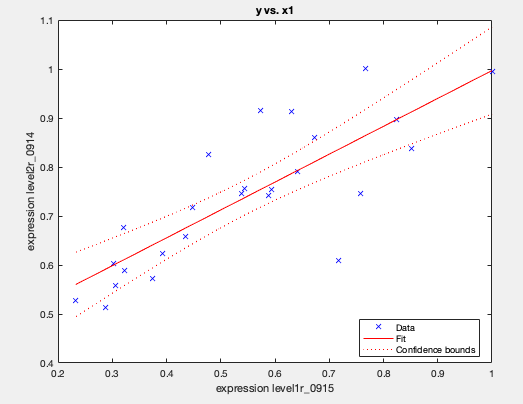 y vs. x1
1.1
1
0.9
0.8
0.7
0.6
0.5
0.4
expression level2r_0914
0.2
0.3
0.4
0.5
0.6
0.7
0.8
0.9
1
expression level1r_0915
Data
Fit
Confidence bounds